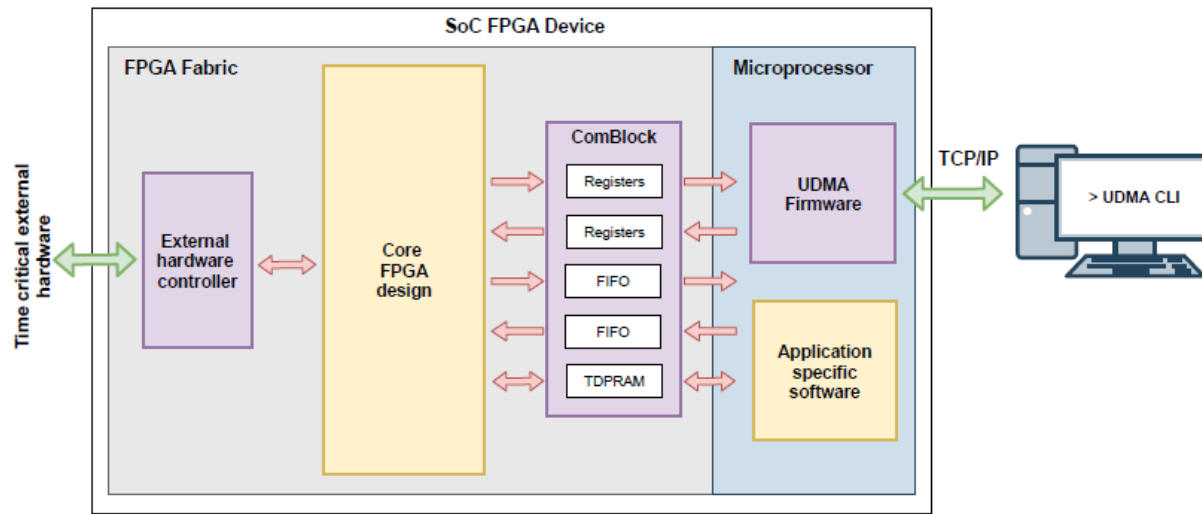 SoC FPGA Device
FPGA Fabric
Microprocessor
Time critical external
hardware
External
hardware
controller
Core
FPGA
design
ComBlock
Registers
Registers
FIFO
FIFO
TDPRAM
UDMA
Firmware
Application
specific
software
TCP/IP
> UDMA CLI